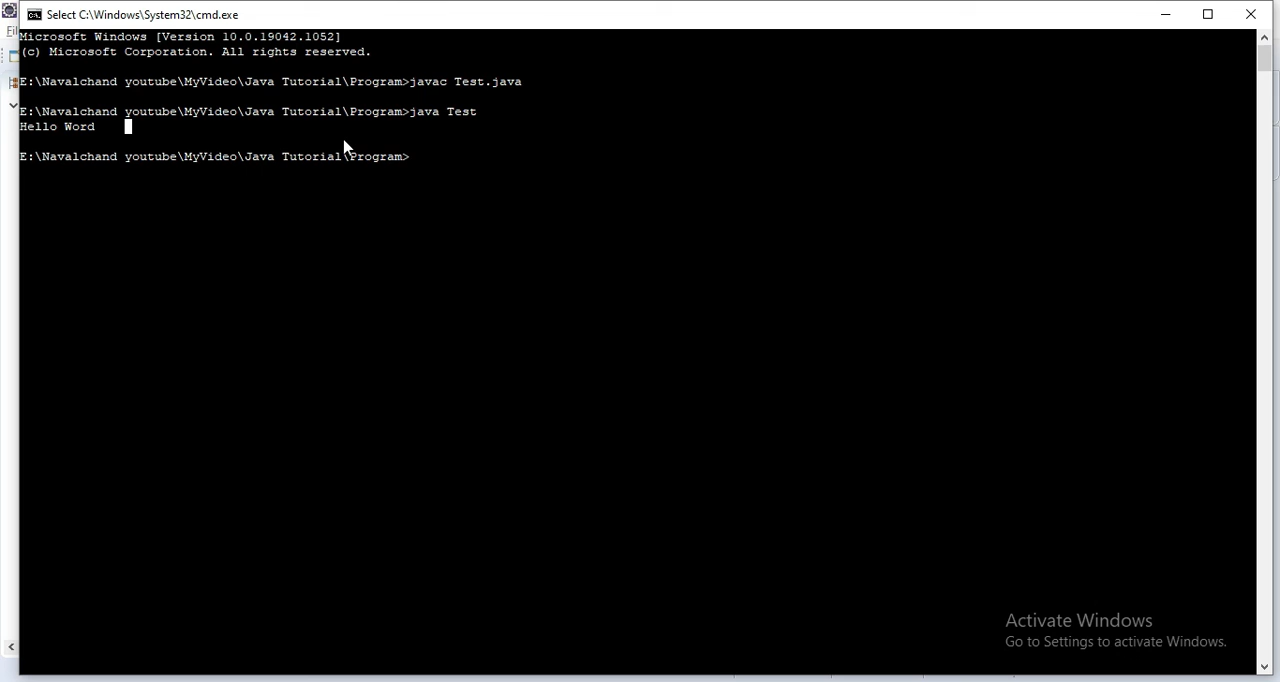 Select C:\Windows\System32\cmd.exe
Microsoft Windows [Version 10.0.19042.1052]
(c) Microsoft Corporation. All rights reserved.
E:\Navalchand youtube\MyVideo\Java Tutorial\Program>javac Test.java
E:\Navalchand youtube\MyVideo\Java Tutorial\Program>java Test
Hello Word
E:\Navalchand youtube\MyVideo\Java Tutorial\Program>
Activate Windows
Go to Settings to activate Windows.